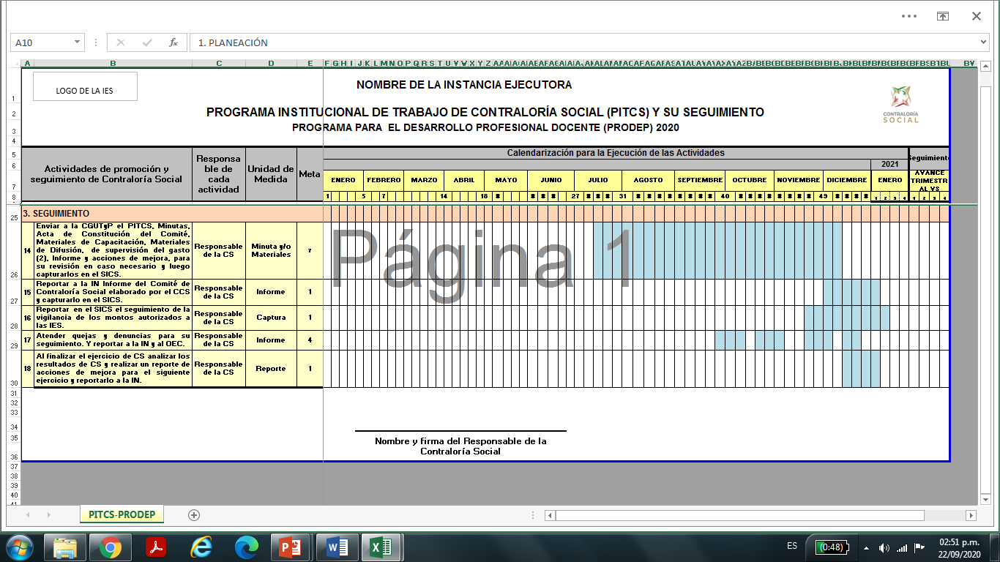 A10
fx
1. PLANEACIÓN
A B C D E
LOGO DE LA IES
NOMBRE DE LA INSTANCIA EJECUTORA
PROGRAMA INSTITUCIONAL DE TRABAJO DE CONTRALORÍA SOCIAL (PITCS) Y SU SEGUIMIENTO
PROGRAMA PARA EL DESARROLLO PROFESIONAL DOCENTE (PRODEP) 2020
CONTRALORÍA
SOCIAL
Actividades de promoción y
seguimiento de Contraloría Social
Responsa
ble de
cada
actividad
Unidad de
Medida
Meta
Calendarización para la Ejecución de las Actividades
Seguimiento
2021
ENERO FEBRERO MARZO ABRIL MAYO JUNIO JULIO AGOSTO SEPTIEMBRE OCTUBRE NOVIEMBRE DICIEMBRE ENERO
AVANCE
TRIMESTR
AL VS
1 5 7 14 18 # # # # 27 # # 31 # # # # # # # # 40 # # # # # # # # 49 # # # # 1 2 3 4 1 2 3 4
3. SEGUIMIENTO
14 Enviar a la CGUTyP el PITCS, Minutas,
Acta de Constitución del Comité,
Materiales de Capacitación, Materiales
de Difusión, de supervisión del gasto
(2), Informe y acciones de mejora, para
su revisión en caso necesario y luego
capturarlos en el SICS.
Responsable
de la CS
Minuta y/o
Materiales
7
15 Reportar a la IN Informe del Comité de
Contraloría Social elaborado por el CCS
y capturarlo en el SICS.
Responsable
de la CS
Informe
1
16 Reportar en el SICS el seguimiento de la
vigilancia de los montos autorizados a
las IES.
Responsable
de la CS
Captura
1
17 Atender quejas y denuncias para su
seguimiento. Y reportar a la IN y al OEC.
Responsable
de la CS
Informe
4
18 Al finalizar el ejercicio de CS analizar los
resultados de CS y realizar un reporte de
acciones de mejora para el siguiente
ejercicio y reportarlo a la IN.
Responsable
de la CS
Reporte
1
Página 1
Nombre y firma del Responsable de la
Contraloría Social
PITCS-PRODEP
ES
(0:48)
02:51 p.m.
22/09/2020